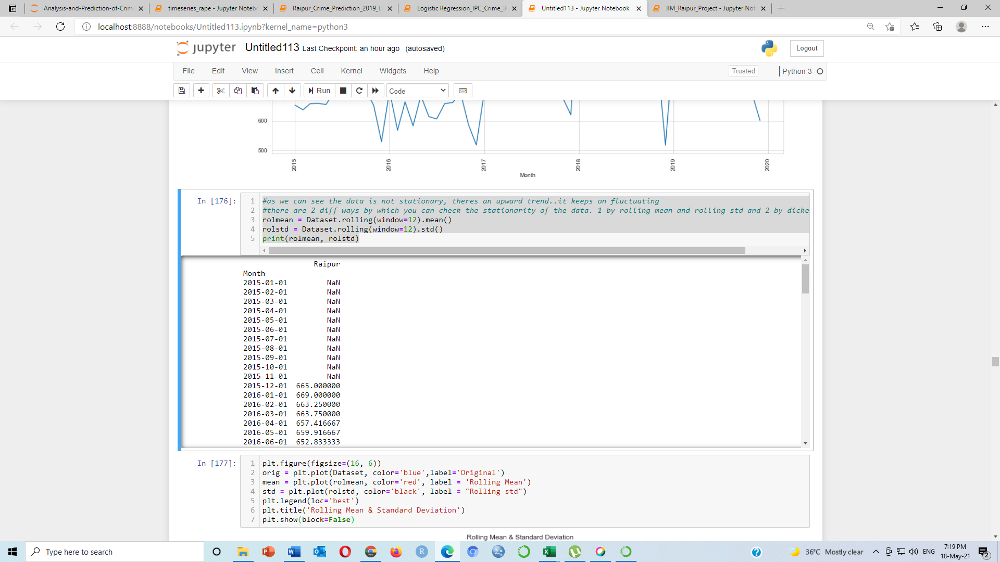 Analysis-and-Prediction-of-Crim
timeseries_rape - Jupyter Notebo
Raipur_Crime_Prediction_2019_L
Logistic Regression_IPC_Crime_3
Untitled113 - Jupyter Notebook
IIM_Raipur_Project - Jupyter Not
localhost:8888/notebooks/Untitled113.ipynb?kernel_name=python3
jupyter Untitled113 Last Checkpoint: an hour ago (autosaved)
Logout
File Edit View Insert Cell Kernel Widgets Help
Trusted
Python 3
Run
Code
600
500
2015 2016 2017 2018 2019 2020
Month
In [176]:
1 #as we can see the data is not stationary, theres an upward trend..it keeps on fluctuating
2 #there are 2 diff ways by which you can check the stationarity of the data. 1-by rolling mean and rolling std and 2-by dicke
3 rolmean = Dataset.rolling(window=12).mean()
4 rolstd = Dataset.rolling(window=12).std()
5 print(rolmean, rolstd)
Raipur
Month
2015-01-01 NaN
2015-02-01 NaN
2015-03-01 NaN
2015-04-01 NaN
2015-05-01 NaN
2015-06-01 NaN
2015-07-01 NaN
2015-08-01 NaN
2015-09-01 NaN
2015-10-01 NaN
2015-11-01 NaN
2015-12-01 665.000000
2016-01-01 669.000000
2016-02-01 663.250000
2016-03-01 663.750000
2016-04-01 657.416667
2016-05-01 659.916667
2016-06-01 652.833333
In [177]:
1 plt.figure(figsize=(16, 6))
2 orig = plt.plot(Dataset, color='blue',label='Original')
3 mean = plt.plot(rolmean, color='red', label = 'Rolling Mean')
4 std = plt.plot(rolstd, color='black', label = "Rolling std")
5 plt.legend(loc='best')
6 plt.title('Rolling Mean & Standard Deviation')
7 plt.show(block=False)
Rolling Mean & Standard Deviation
Type here to search
36°C Mostly clear
ENG
7:19 PM
18-May-21
2